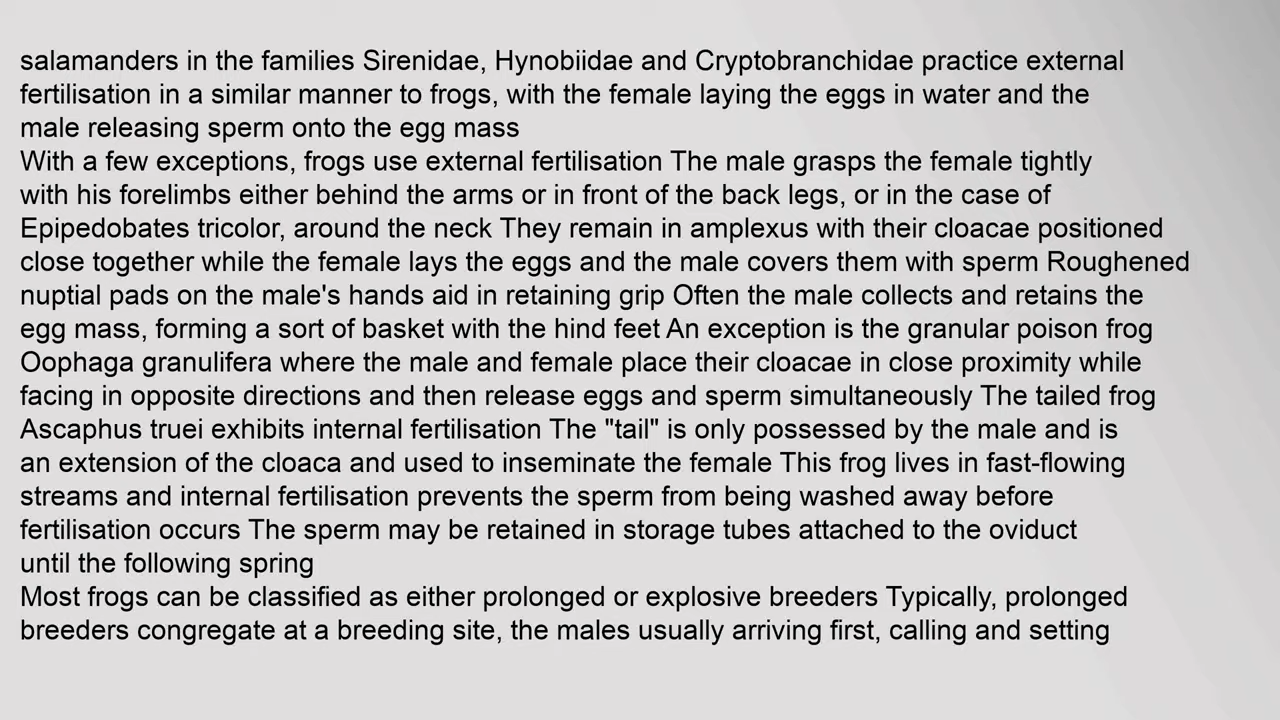 salamanders in the families Sirenidae, Hynobiidae and Cryptobranchidae practice external
fertilisation in a similar manner to frogs, with the female laying the eggs in water and the
male releasing sperm onto the egg mass
With a few exceptions, frogs use external fertilisation The male grasps the female tightly
with his forelimbs either behind the arms or in front of the back legs, or in the case of
Epipedobates tricolor, around the neck They remain in amplexus with their cloacae positioned
close together while the female lays the eggs and the male covers them with sperm Roughened
nuptial pads on the male's hands aid in retaining grip Often the male collects and retains the
egg mass, forming a sort of basket with the hind feet An exception is the granular poison frog
Oophaga granulifera where the male and female place their cloacae in close proximity while
facing in opposite directions and then release eggs and sperm simultaneously The tailed frog
Ascaphus truei exhibits internal fertilisation The "tail" is only possessed by the male and is
an extension of the cloaca and used to inseminate the female This frog lives in fast-flowing
streams and internal fertilisation prevents the sperm from being washed away before
fertilisation occurs The sperm may be retained in storage tubes attached to the oviduct
until the following spring
Most frogs can be classified as either prolonged or explosive breeders Typically, prolonged
breeders congregate at a breeding site, the males usually arriving first, calling and setting